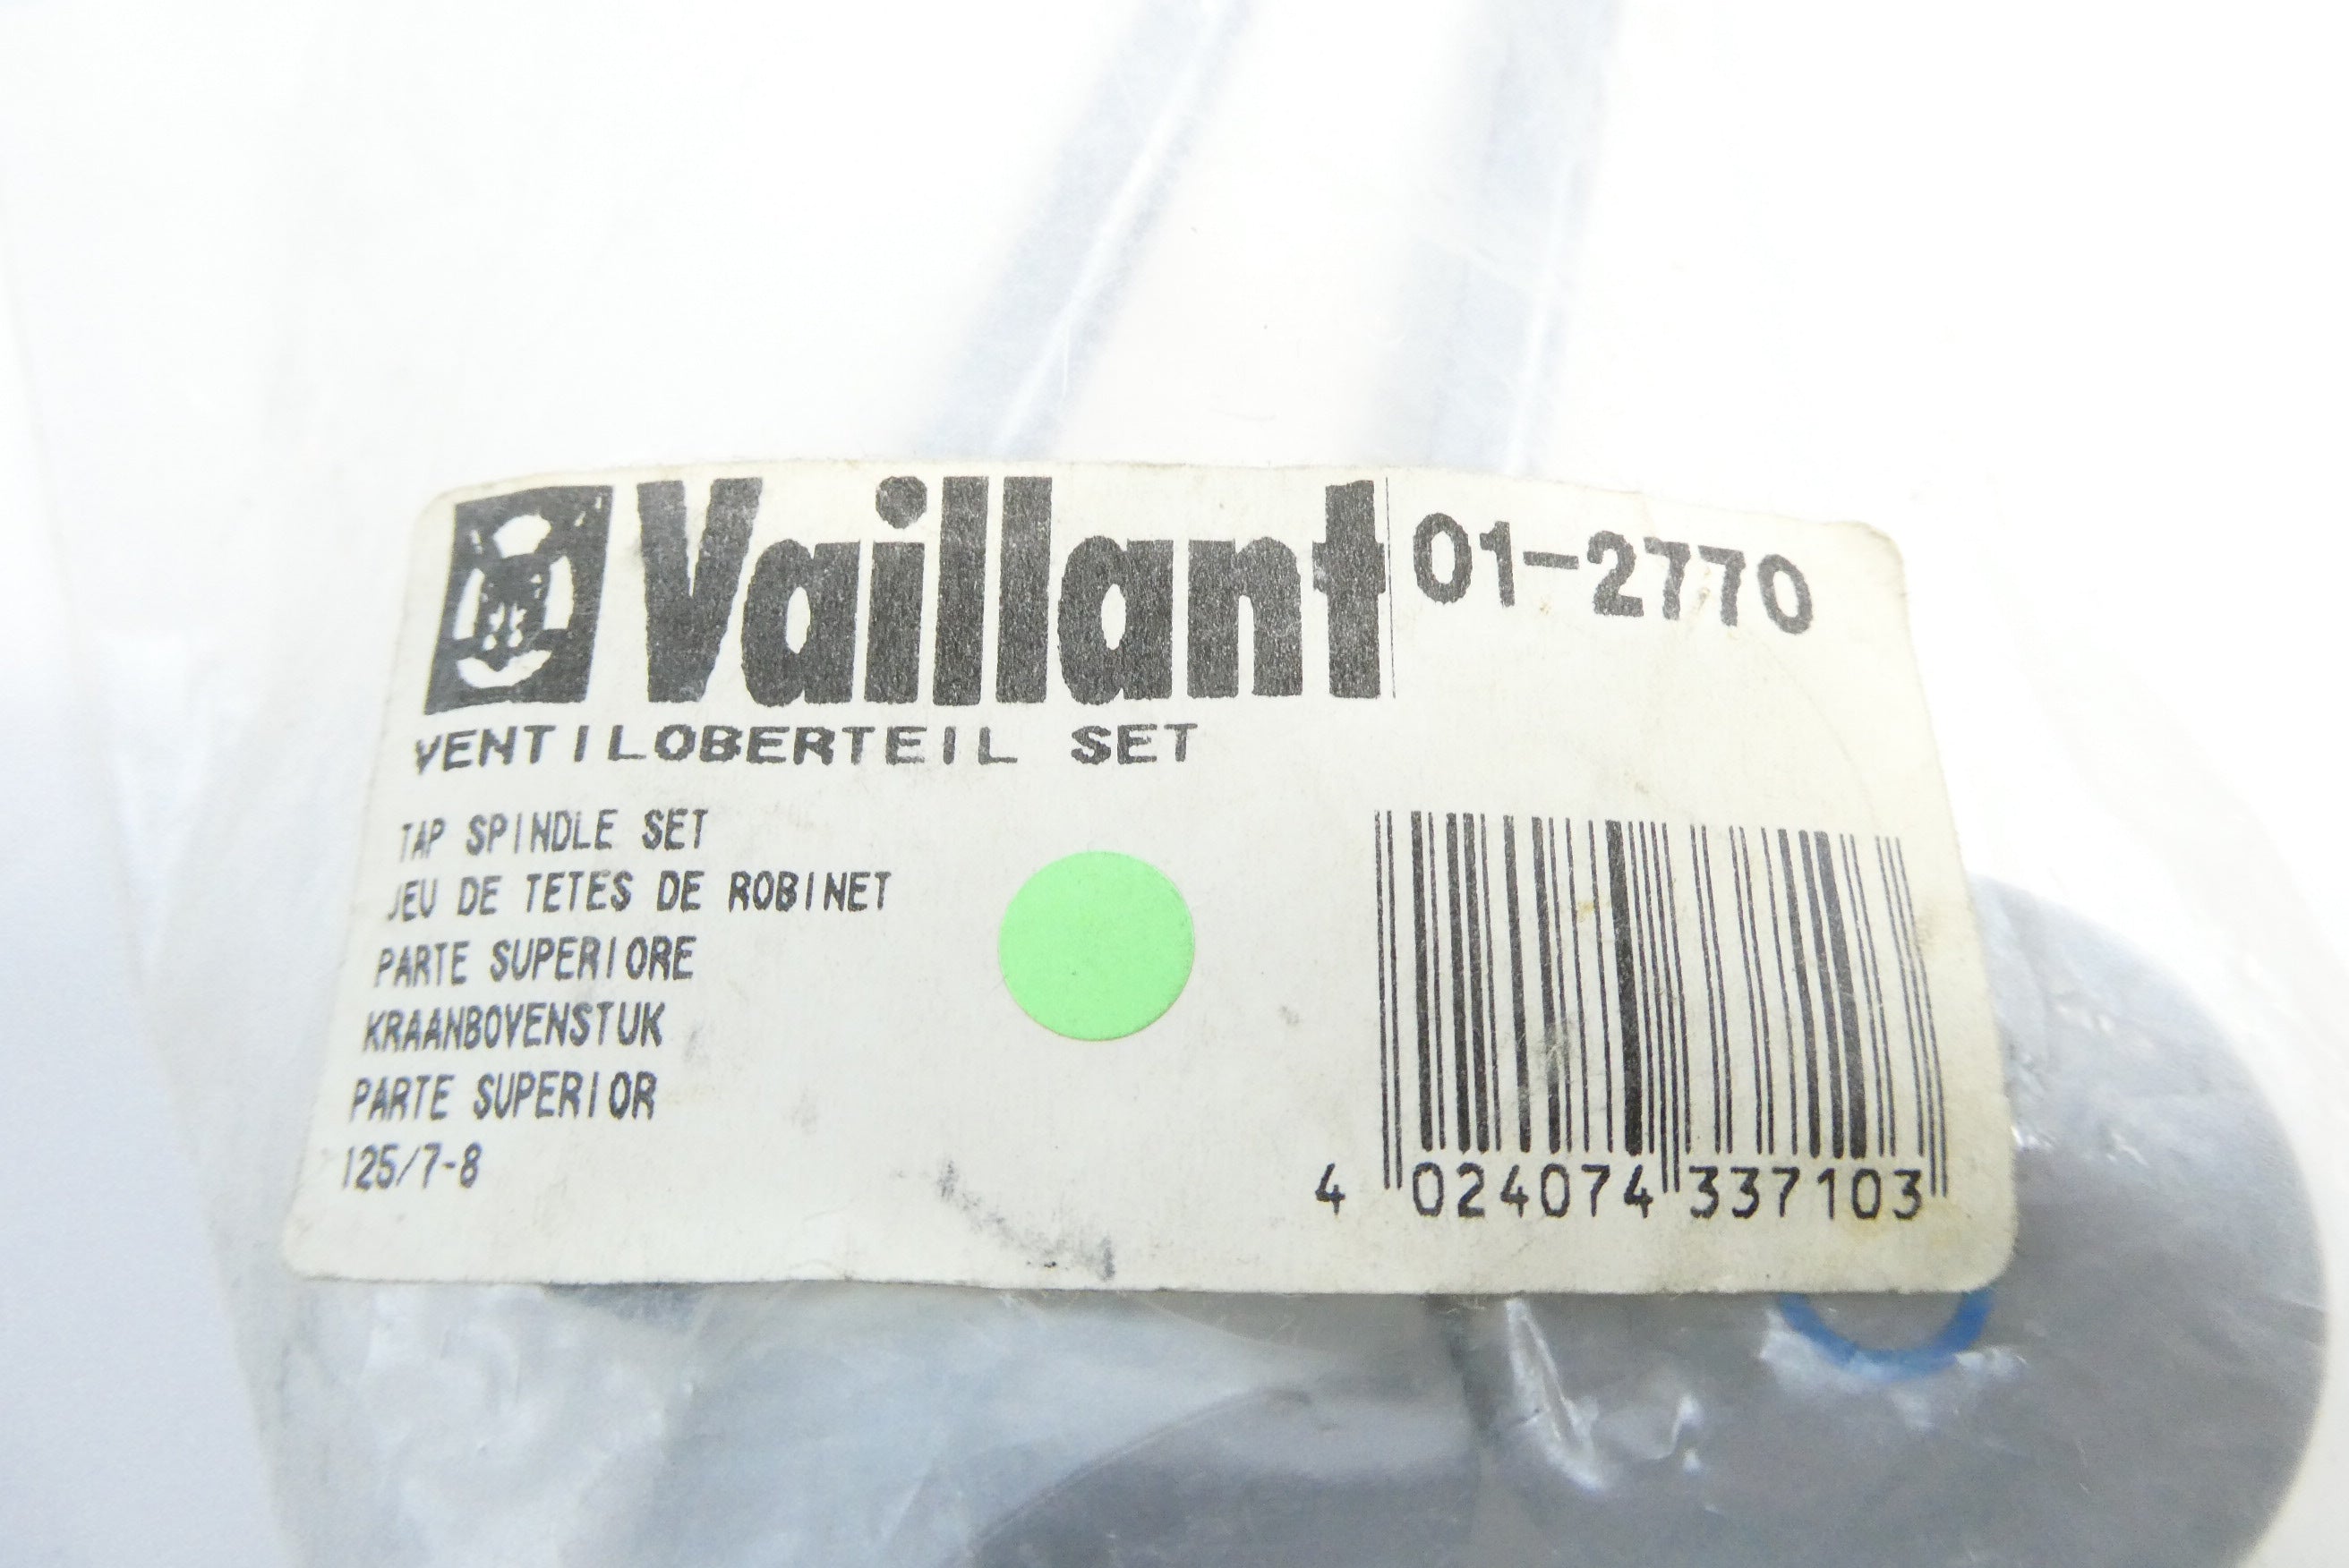 Vaillant 01-2770
VENTILOBERTEIL SET
TAP SPINDLE SET
JEU DE TETES DE ROBINET
PARTE SUPERIORE
KRAANBOVENSTUK
PARTE SUPERIOR
125/7-8
4 024074 337103